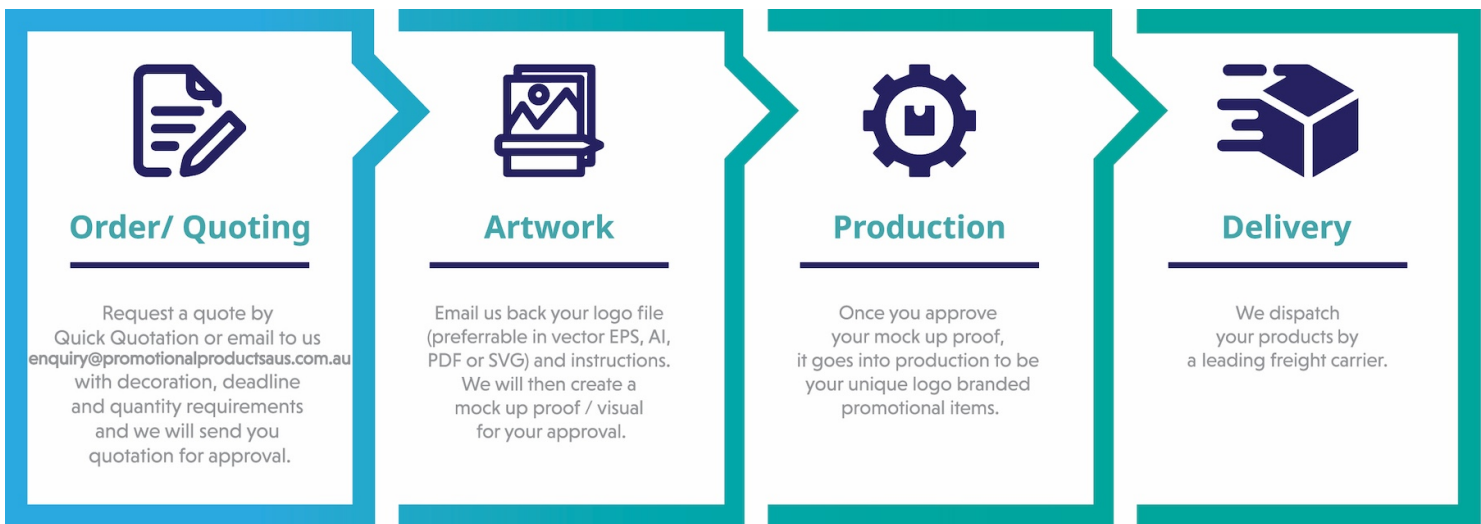 Order/ Quoting
Request a quote by
Quick Quotation or email to us
enquiry@promotionalproductsaus.com.au
with decoration, deadline
and quantity requirements
and we will send you
quotation for approval.
Artwork
Email us back your logo file
(preferrable in vector EPS, AI,
PDF or SVG) and instructions.
We will then create a
mock up proof / visual
for your approval.
Production
Once you approve
your mock up proof,
it goes into production to be
your unique logo branded
promotional items.
Delivery
We dispatch
your products by
a leading freight carrier.